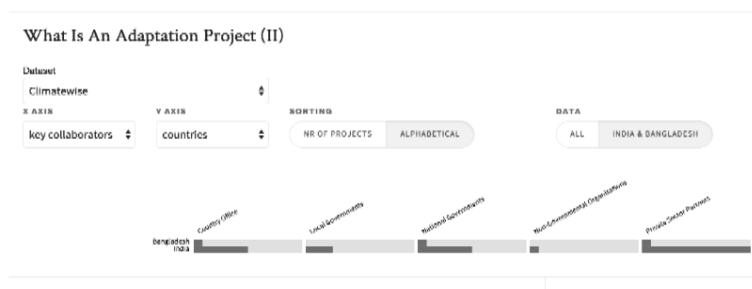 What Is An Adaptation Project (II)
Dataset
Climatewise
X AXIS
Y AXIS
SORTING
DATA
key collaborators
countries
NR OF PROJECTS
ALPHABETICAL
ALL
INDIA & BANGLADESH
Country Office
Local Governments
National Governments
Non-Governmental Organizations
Private Sector Partners
bangladesh
india